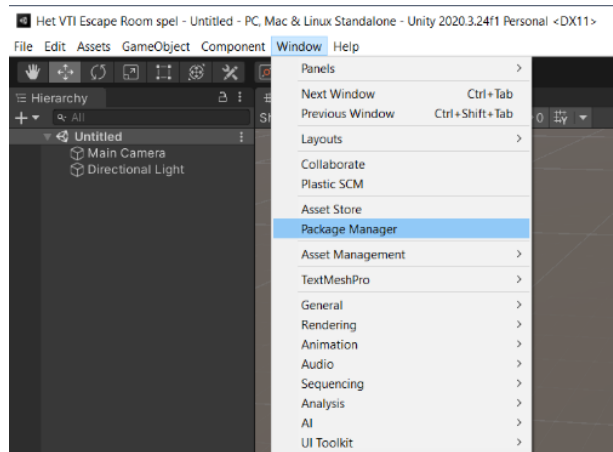 Het VTI Escape Room spel - Untitled - PC, Mac & Linux Standalone - Unity 2020.3.24f1 Personal <DX11>
File Edit Assets GameObject Component Window Help
Hierarchy
All
Untitled
Main Camera
Directional Light
Panels
Next Window Ctrl+Tab
Previous Window Ctrl+Shift+Tab
Layouts
Collaborate
Plastic SCM
Asset Store
Package Manager
Asset Management
TextMeshPro
General
Rendering
Animation
Audio
Sequencing
Analysis
AI
UI Toolkit